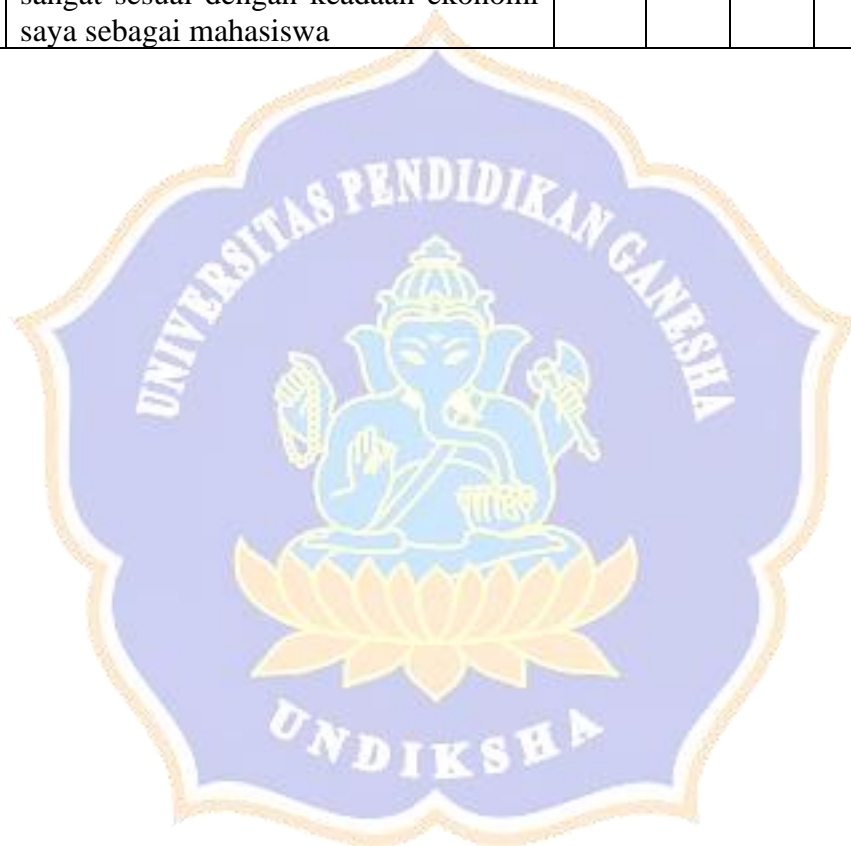 sangat sesuai dengan keadaan ekonomi
saya sebagai mahasiswa
UNIVERSITAS PENDIDIKAN GANESHA
UNDIKSHA